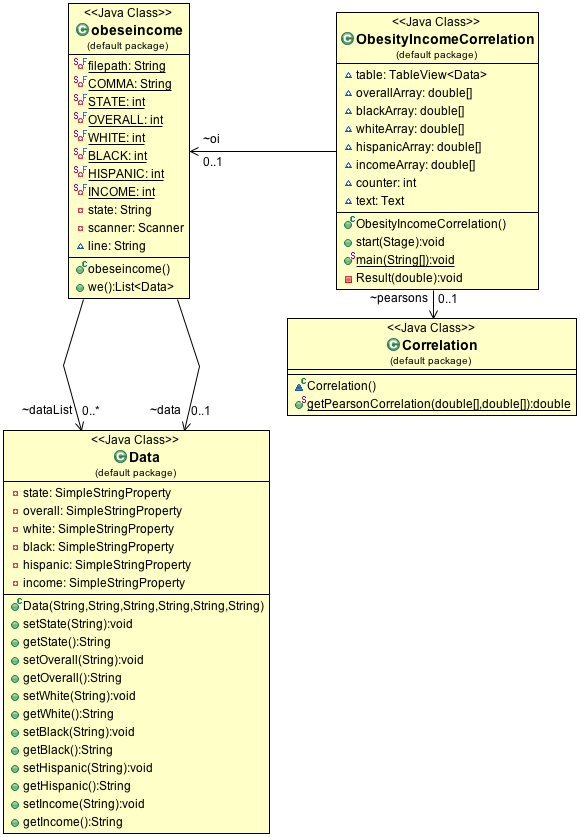 <<Java Class>>
obeseincome
(default package)
filepath: String
COMMA: String
STATE: int
OVERALL: int
WHITE: int
BLACK: int
HISPANIC: int
INCOME: int
state: String
scanner: Scanner
line: String
obeseincome()
we():List<Data>
<<Java Class>>
ObesityIncomeCorrelation
(default package)
table: TableView<Data>
overallArray: double[]
blackArray: double[]
whiteArray: double[]
hispanicArray: double[]
incomeArray: double[]
counter: int
text: Text
ObesityIncomeCorrelation()
start(Stage):void
main(String[]):void
Result(double):void
~oi
0..1
~pearsons 0..1
<<Java Class>>
Correlation
(default package)
Correlation()
getPearsonCorrelation(double[],double[]):double
~dataList 0..*
~data 0..1
<<Java Class>>
Data
(default package)
state: SimpleStringProperty
overall: SimpleStringProperty
white: SimpleStringProperty
black: SimpleStringProperty
hispanic: SimpleStringProperty
income: SimpleStringProperty
Data(String,String,String,String,String,String)
setState(String):void
getState():String
setOverall(String):void
getOverall():String
setWhite(String):void
getWhite():String
setBlack(String):void
getBlack():String
setHispanic(String):void
getHispanic():String
setIncome(String):void
getIncome():String